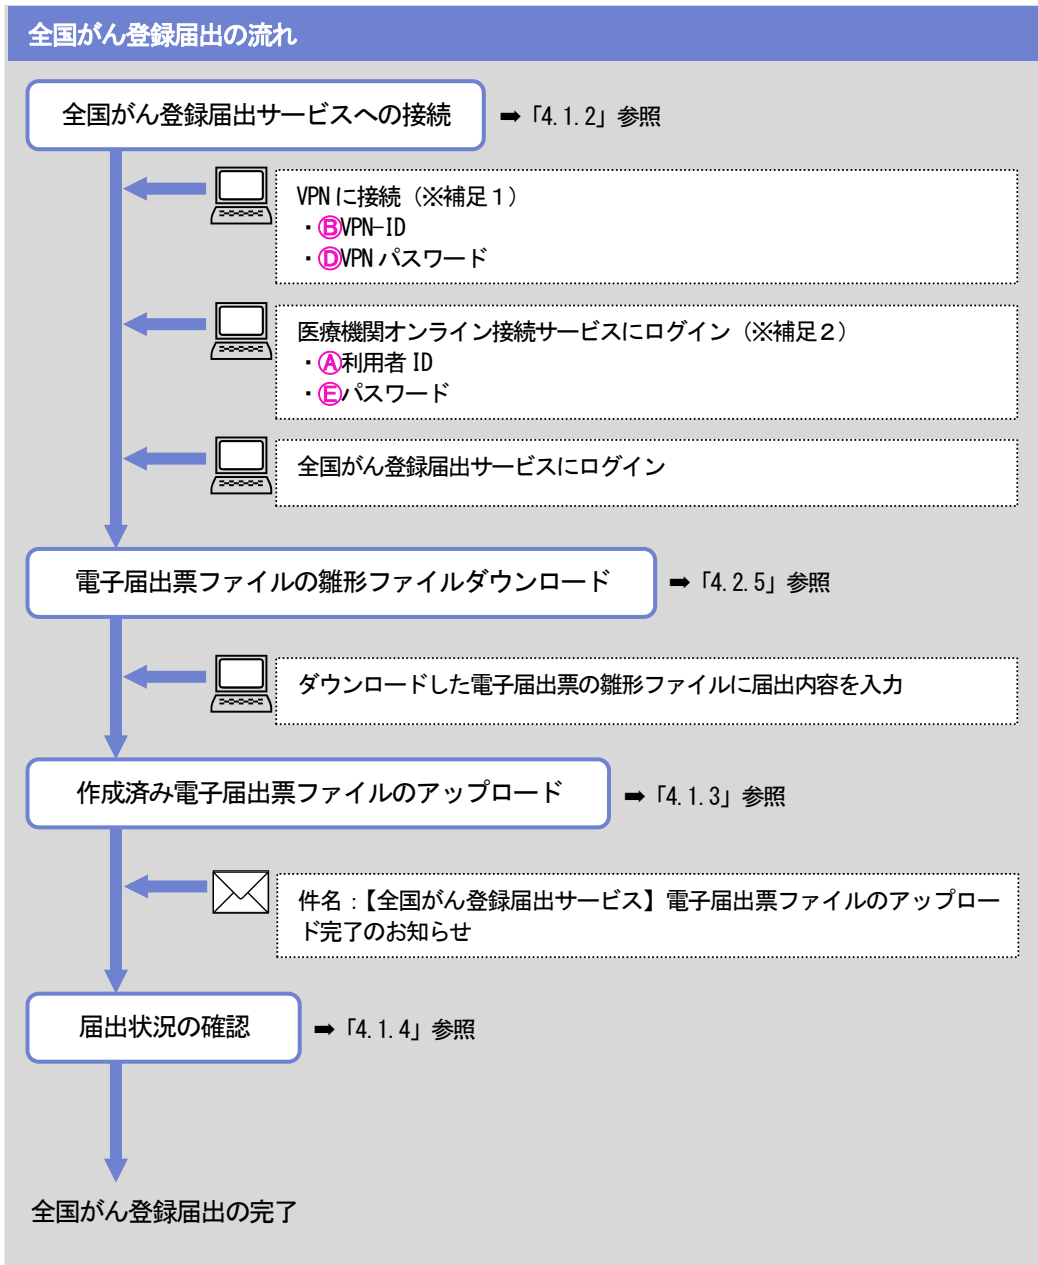 全国がん登録届出の流れ
全国がん登録届出サービスへの接続
➡「4.1.2」参照
VPNに接続（※補足１）
・ⒷVPN-ID
・ⒹVPNパスワード
医療機関オンライン接続サービスにログイン（※補足２）
・Ⓐ利用者ID
・Ⓔパスワード
全国がん登録届出サービスにログイン
電子届出票ファイルの雛形ファイルダウンロード
➡「4.2.5」参照
ダウンロードした電子届出票の雛形ファイルに届出内容を入力
作成済み電子届出票ファイルのアップロード
➡「4.1.3」参照
件名：【全国がん登録届出サービス】電子届出票ファイルのアップロー
ド完了のお知らせ
届出状況の確認
➡「4.1.4」参照
全国がん登録届出の完了